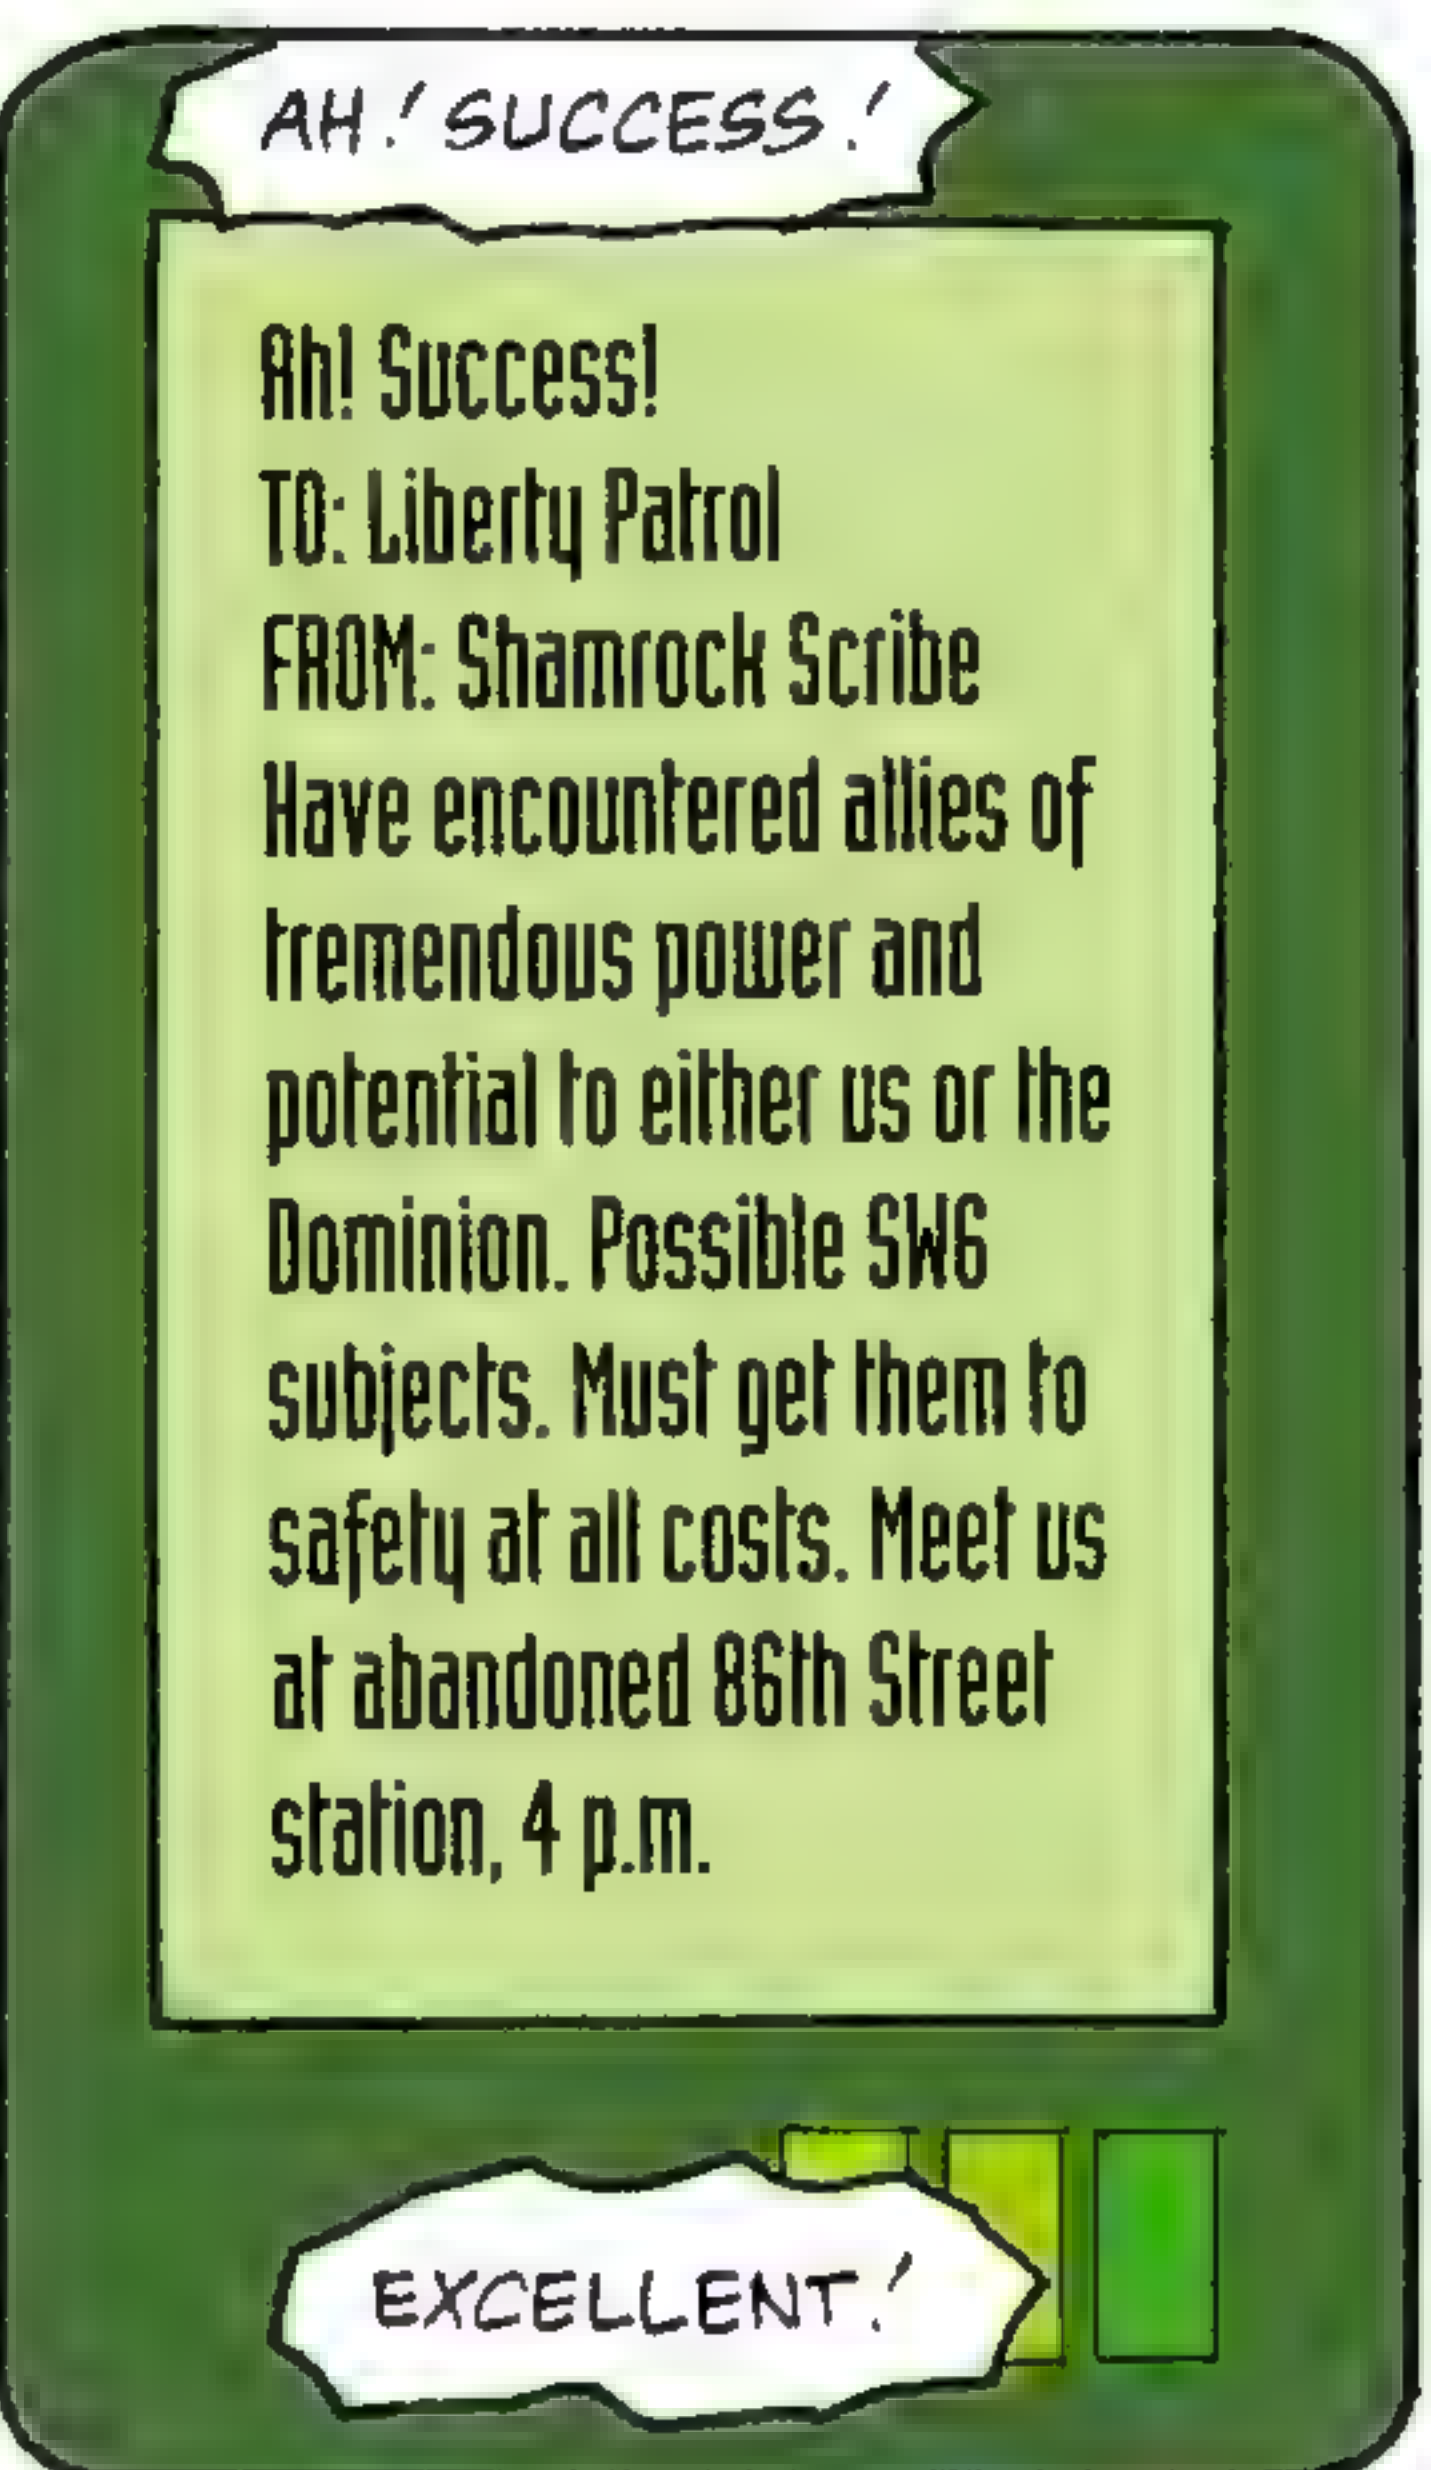 AH! SUCCESS!
Ah! Success!
TO: Liberty Patrol
FROM: Shamrock Scribe
Have encountered allies of
tremendous power and
potential to either us or the
Dominion. Possible SW6
subjects. Must get them to
safety at all costs. Meet us
at abandoned 86th Street
station, 4 p.m.
EXCELLENT!